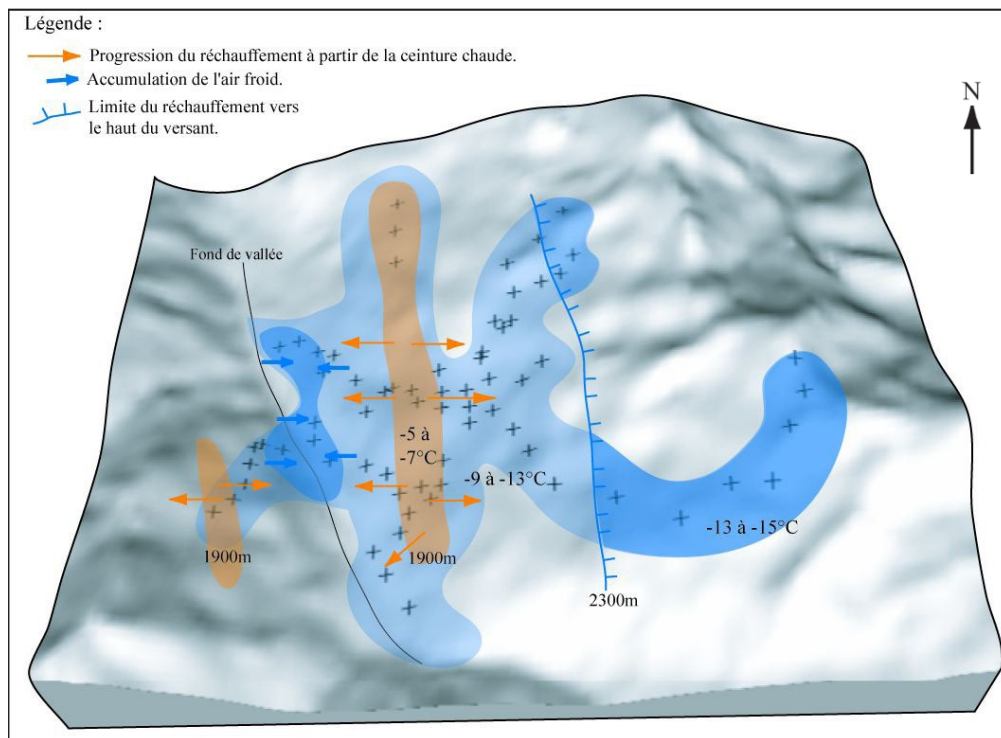 Légende :
Progression du réchauffement à partir de la ceinture chaude.
Accumulation de l'air froid.
Limite du réchauffement vers
le haut du versant.
N
Fond de vallée
-5 à
-7°C
-9 à -13°C
-13 à -15°C
1900m
1900m
2300m